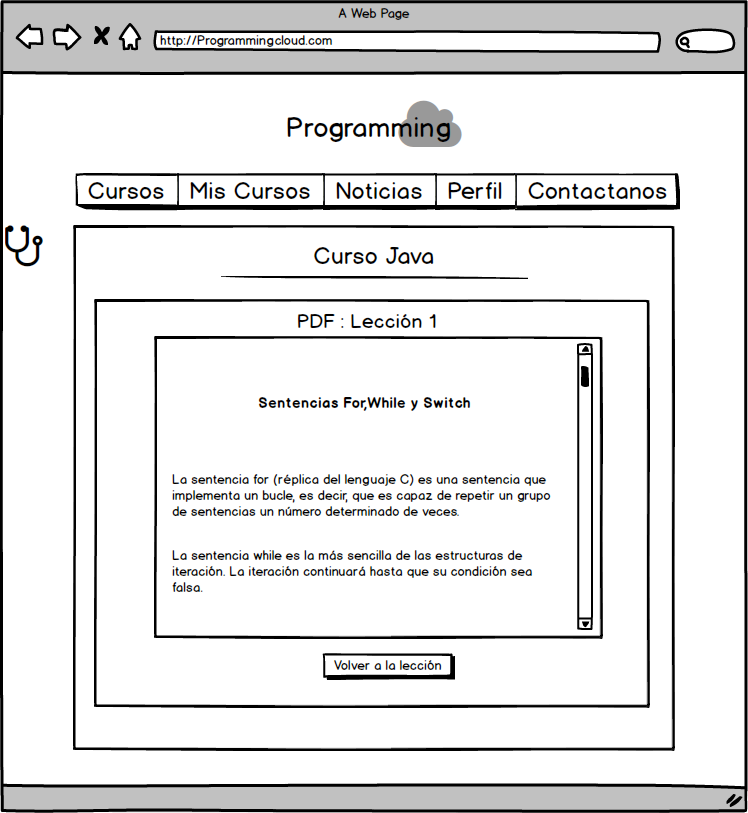 A Web Page
http://Programmingcloud.com
Programming
Cursos Mis Cursos Noticias Perfil Contactanos
Curso Java
PDF : Lección 1
Sentencias For,While y Switch
La sentencia for (réplica del lenguaje C) es una sentencia que
implementa un bucle, es decir, que es capaz de repetir un grupo
de sentencias un número determinado de veces.
La sentencia while es la más sencilla de las estructuras de
iteración. La iteración continuará hasta que su condición sea
falsa.
Volver a la lección